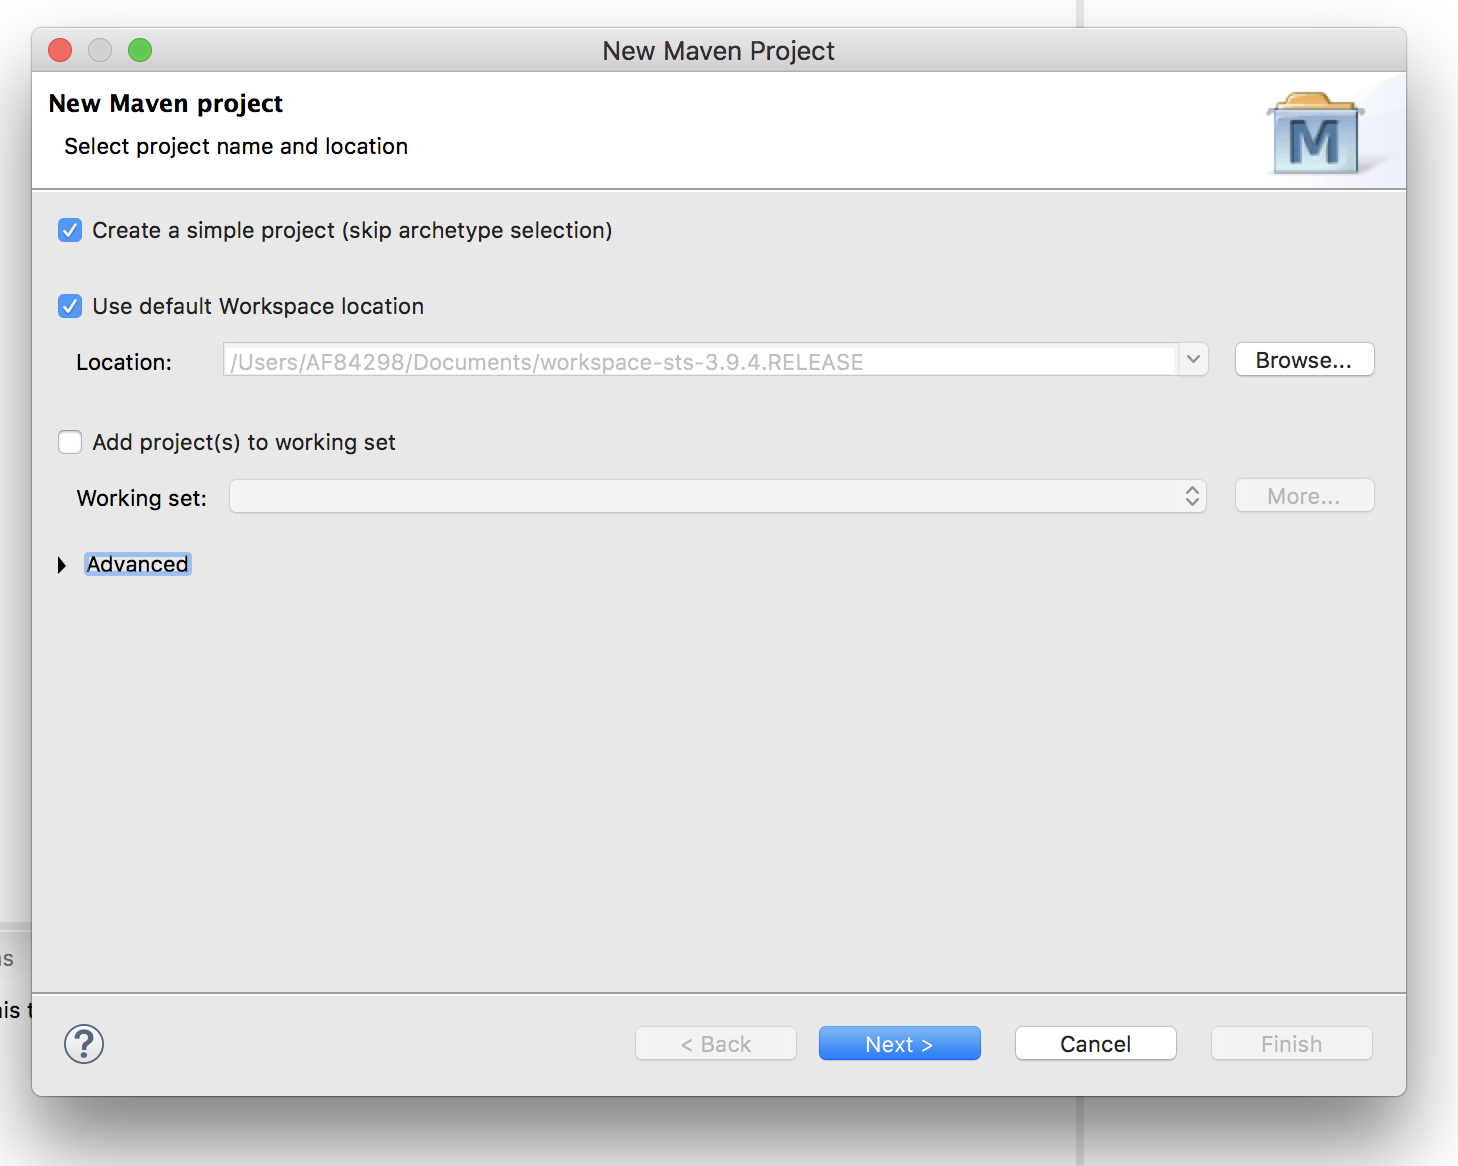 New Maven Project
New Maven project
Select project name and location
M
Create a simple project (skip archetype selection)
Use default Workspace location
Location: /Users/AF84298/Documents/workspace-sts-3.9.4.RELEASE Browse...
Add project(s) to working set
Working set: More...
Advanced
? < Back Next > Cancel Finish